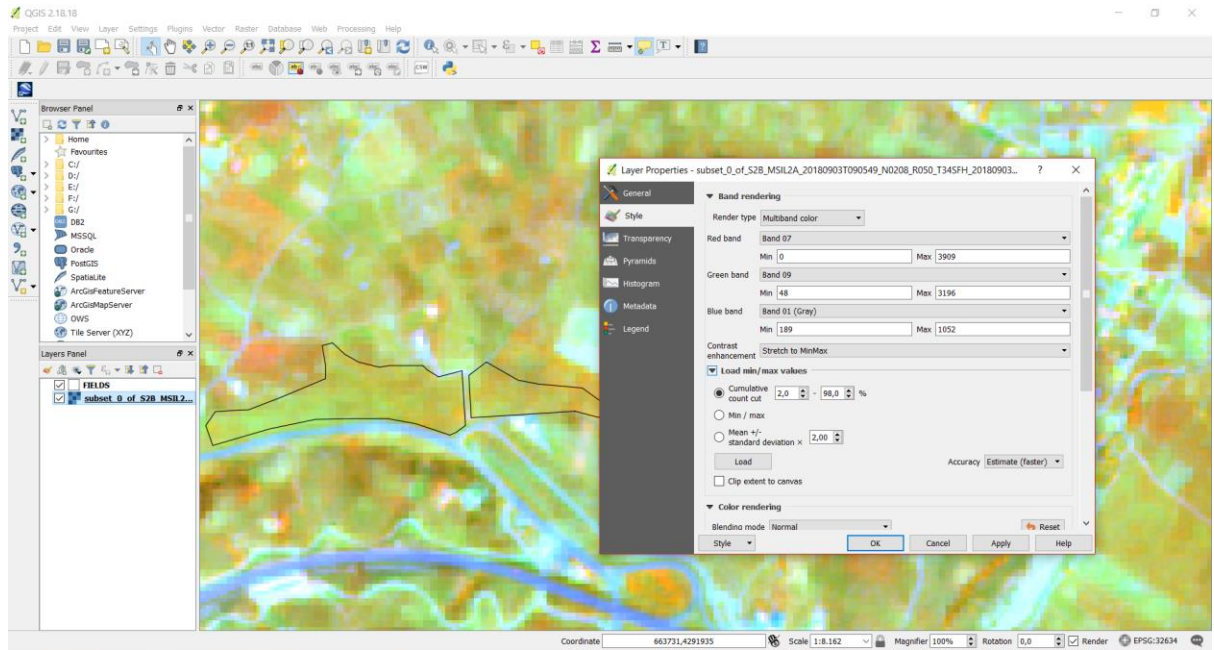 QGIS 2.18.18
Project Edit View Layer Settings Plugins Vector Raster Database Web Processing Help
Browser Panel
Home
Favourites
C:/
D:/
E:/
F:/
G:/
DB2
MSSQL
Oracle
PostGIS
SpatiaLite
ArcGisFeatureServer
ArcGisMapServer
OWS
Tile Server (XYZ)
Layers Panel
FIELDS
subset_0_of_S2B_MSIL2...
Layer Properties - subset_0_of_S2B_MSIL2A_20180903T090549_N0208_R050_T34SFH_20180903... ?
General
Style
Transparency
Pyramids
Histogram
Metadata
Legend
Band rendering
Render type Multiband color
Red band Band 07
Min 0 Max 3909
Green band Band 09
Min 48 Max 3196
Blue band Band 01 (Gray)
Min 189 Max 1052
Contrast enhancement Stretch to MinMax
Load min/max values
Cumulative count cut 2,0 - 98,0 %
Min / max
Mean +/- standard deviation × 2,00
Load Accuracy Estimate (faster)
Clip extent to canvas
Color rendering
Blending mode Normal Reset
Style OK Cancel Apply Help
Coordinate 663731,4291935 Scale 1:8.162 Magnifier 100% Rotation 0,0 Render EPSG:32634